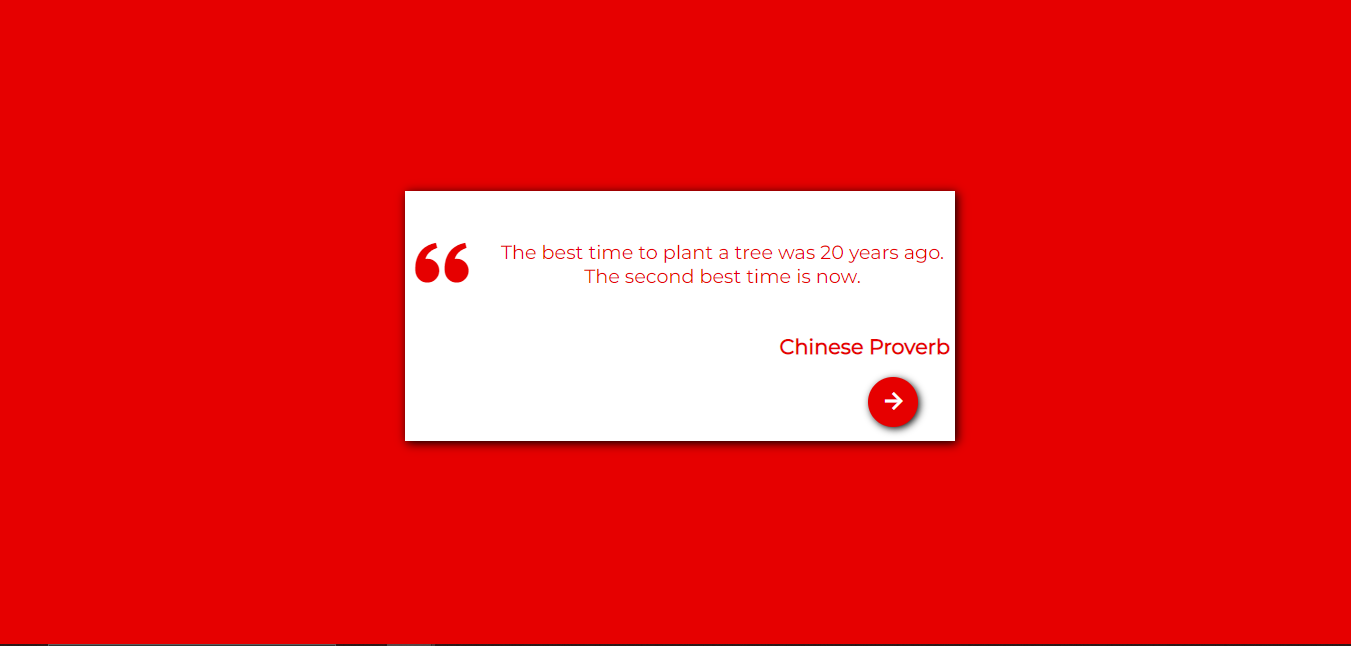 “
The best time to plant a tree was 20 years ago.
The second best time is now.
Chinese Proverb